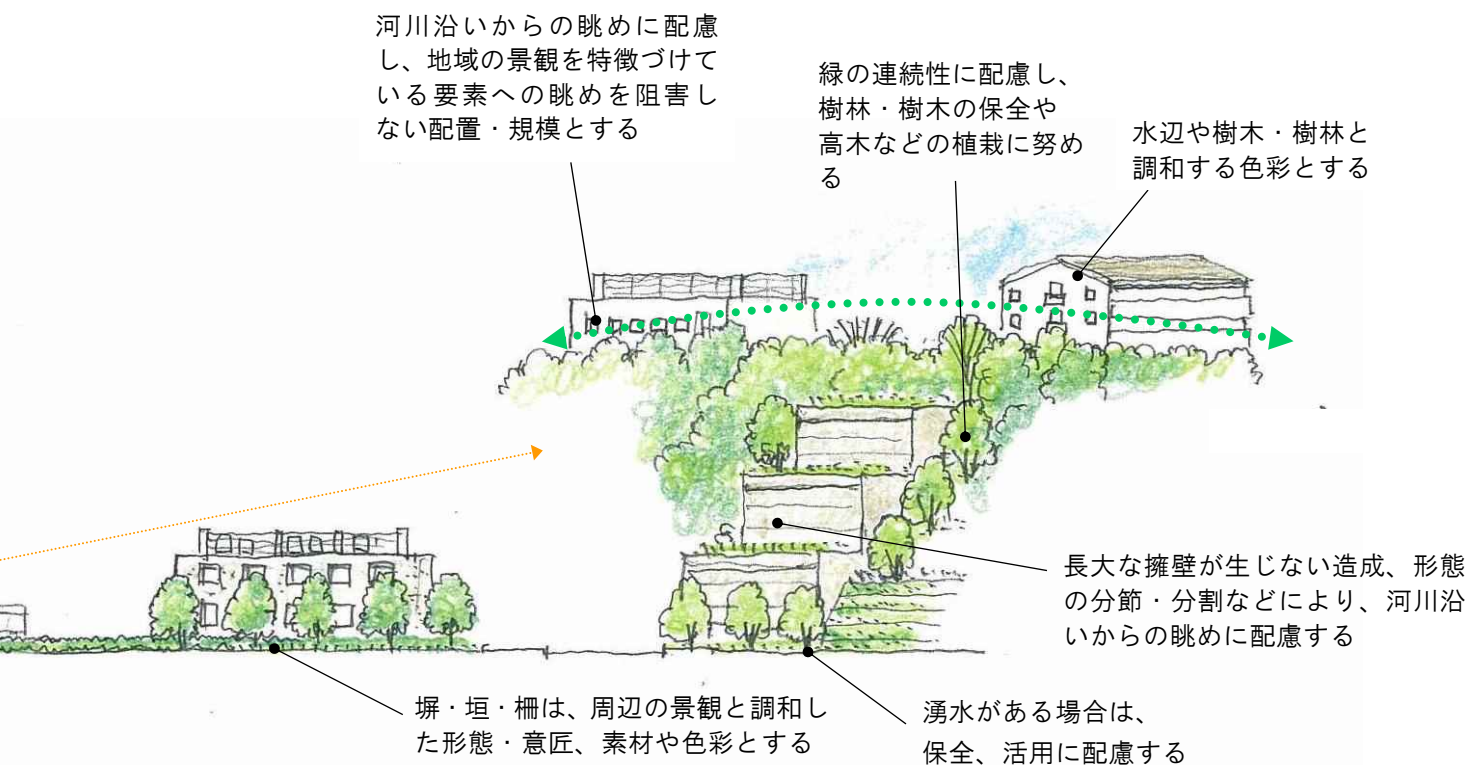 河川沿いからの眺めに配慮
し、地域の景観を特徴づけて
いる要素への眺めを阻害し
ない配置・規模とする
緑の連続性に配慮し、
樹林・樹木の保全や
高木などの植栽に努め
る
水辺や樹木・樹林と
調和する色彩とする
長大な擁壁が生じない造成、形態
の分節・分割などにより、河川沿
いからの眺めに配慮する
塀・垣・柵は、周辺の景観と調和し
た形態・意匠、素材や色彩とする
湧水がある場合は、
保全、活用に配慮する